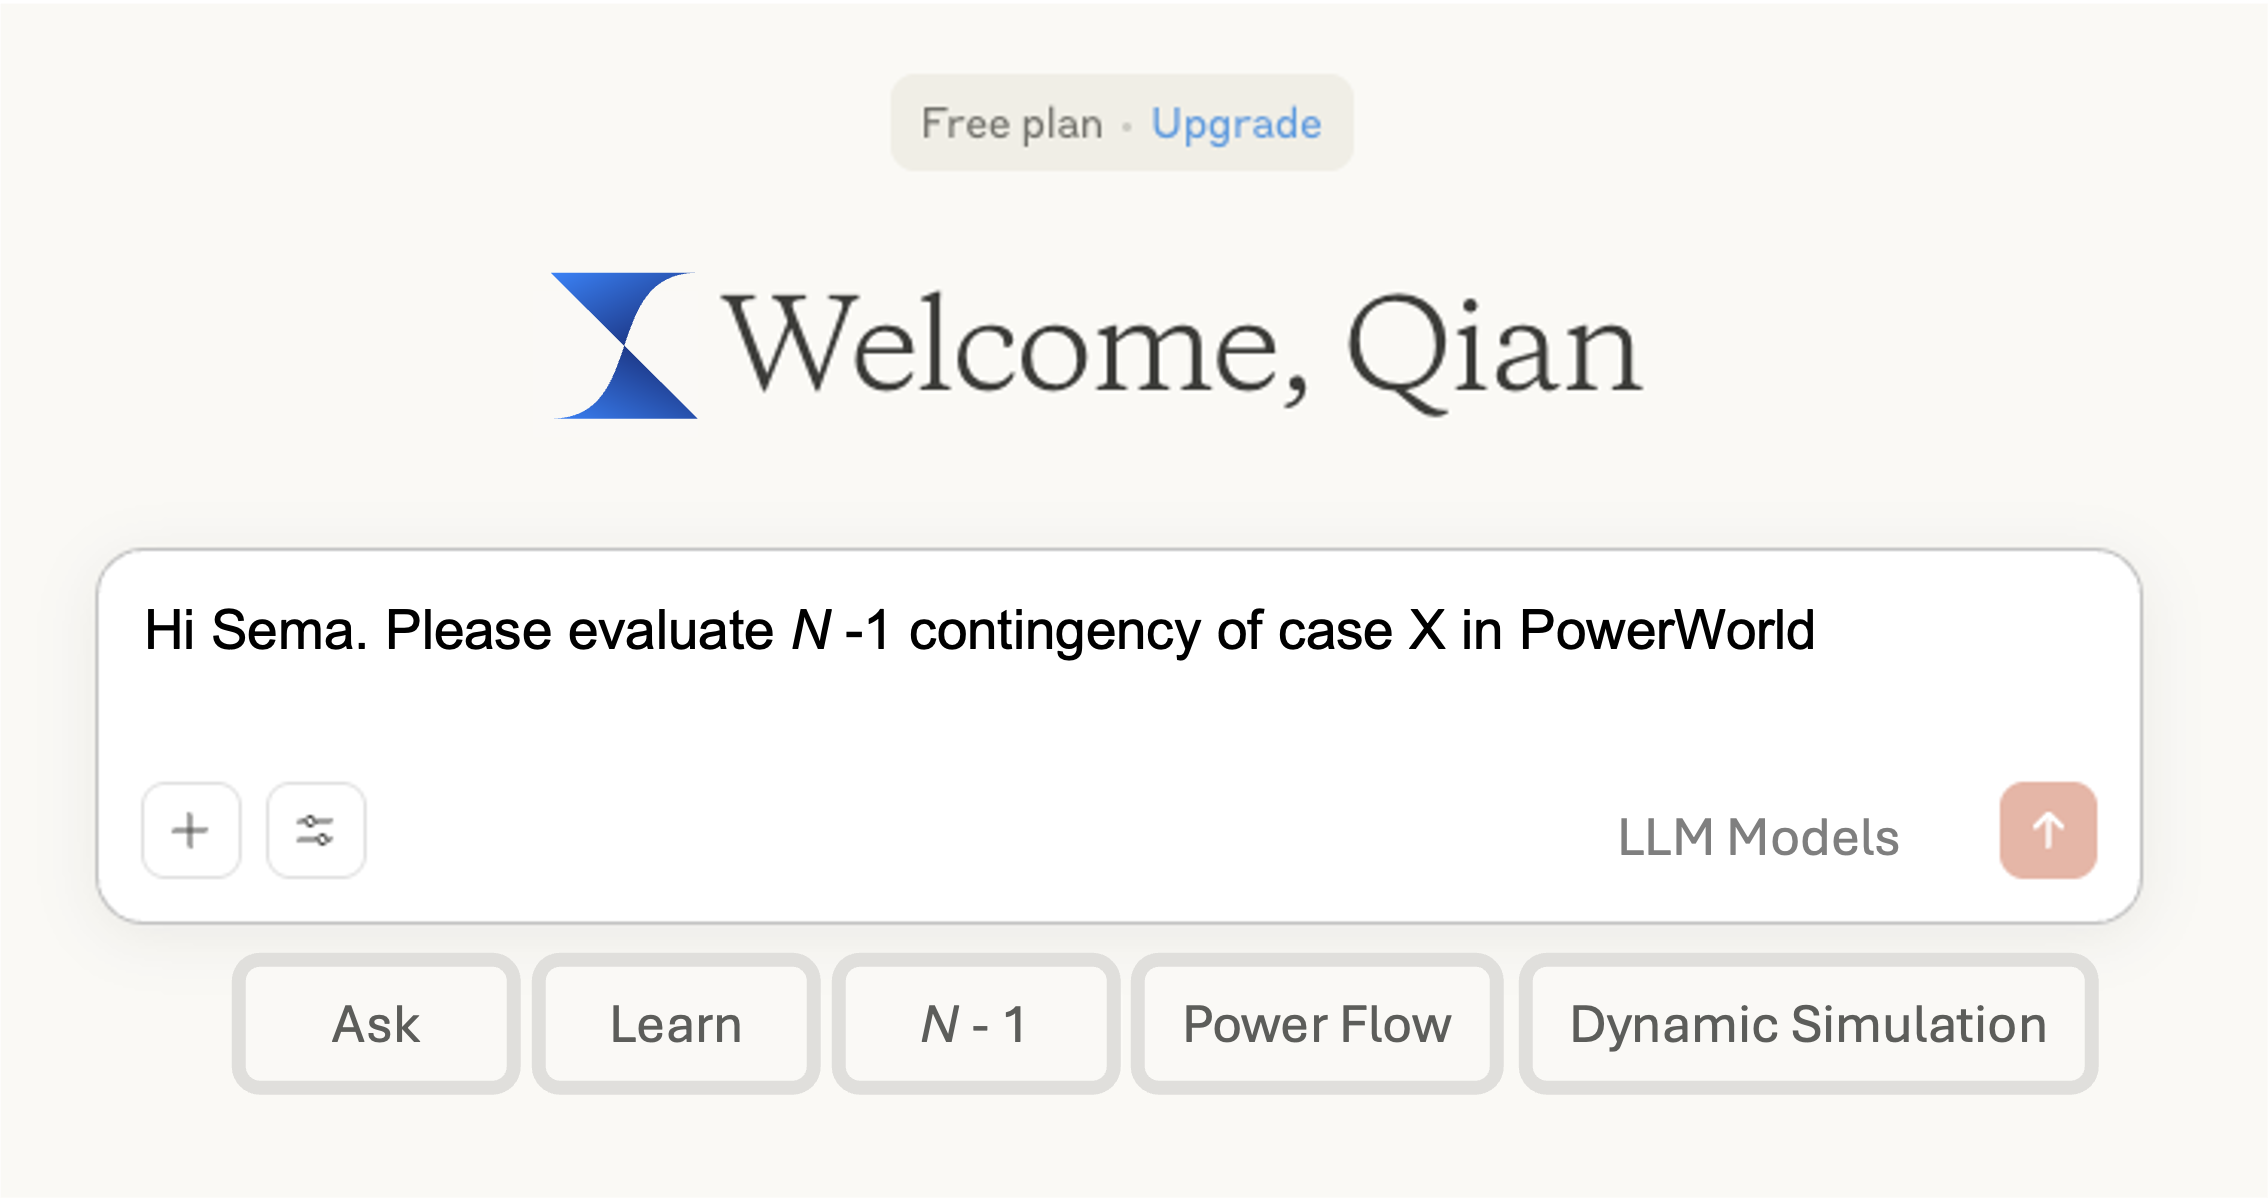 Free plan • Upgrade
Welcome, Qian
Hi Sema. Please evaluate N -1 contingency of case X in PowerWorld
LLM Models
Ask
Learn
N - 1
Power Flow
Dynamic Simulation